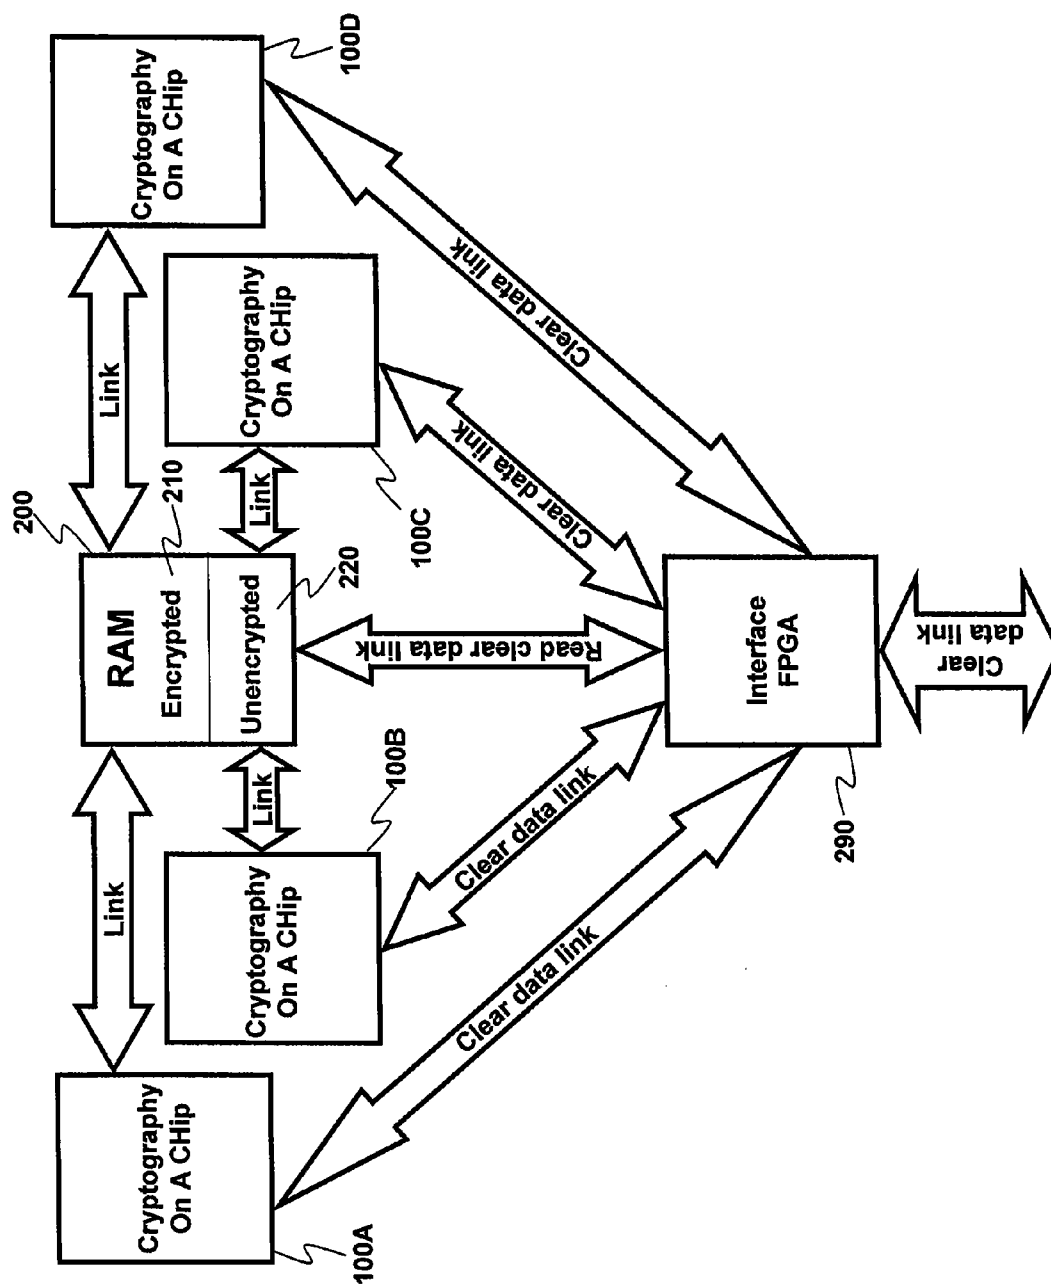 100A
Cryptography
On A CHip
Link
Cryptography
On A CHip
100B
Link
200
RAM
Encrypted
210
Unencrypted
220
Link
Cryptography
On A CHip
100C
Link
Cryptography
On A CHip
100D
Clear data link
Clear data link
Read clear data link
Clear data link
Clear data link
Interface
FPGA
290
Clear
data link